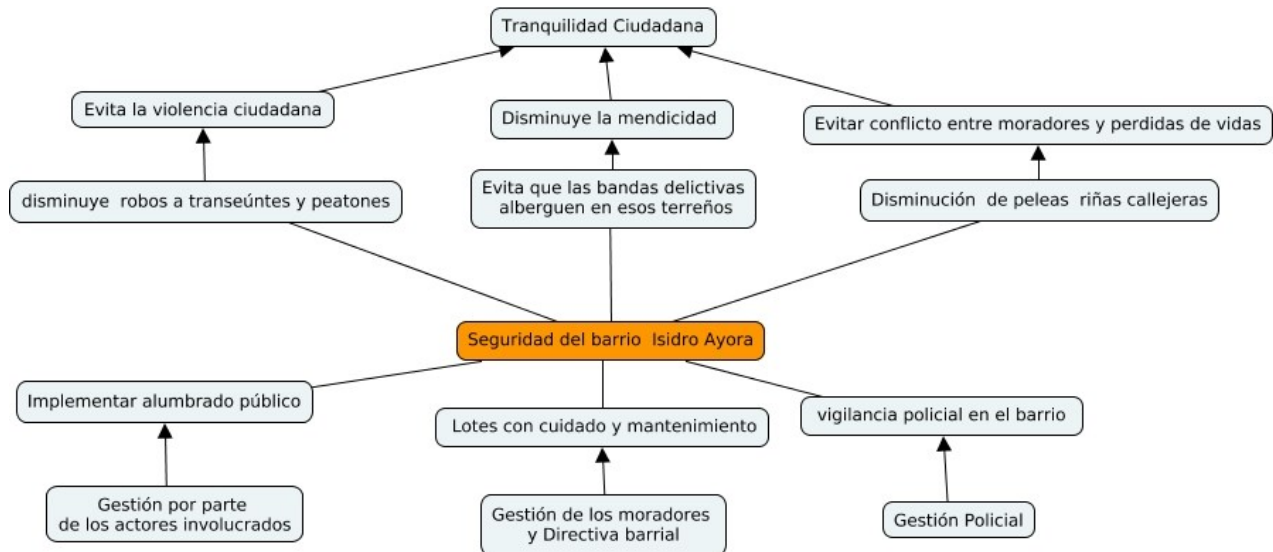 Tranquilidad Ciudadana
Evita la violencia ciudadana
Disminuye la mendicidad
Evitar conflicto entre moradores y perdidas de vidas
disminuye robos a transeúntes y peatones
Evita que las bandas delictivas
alberguen en esos terreños
Disminución de peleas riñas callejeras
Seguridad del barrio Isidro Ayora
Implementar alumbrado público
Lotes con cuidado y mantenimiento
vigilancia policial en el barrio
Gestión por parte
de los actores involucrados
Gestión de los moradores
y Directiva barrial
Gestión Policial